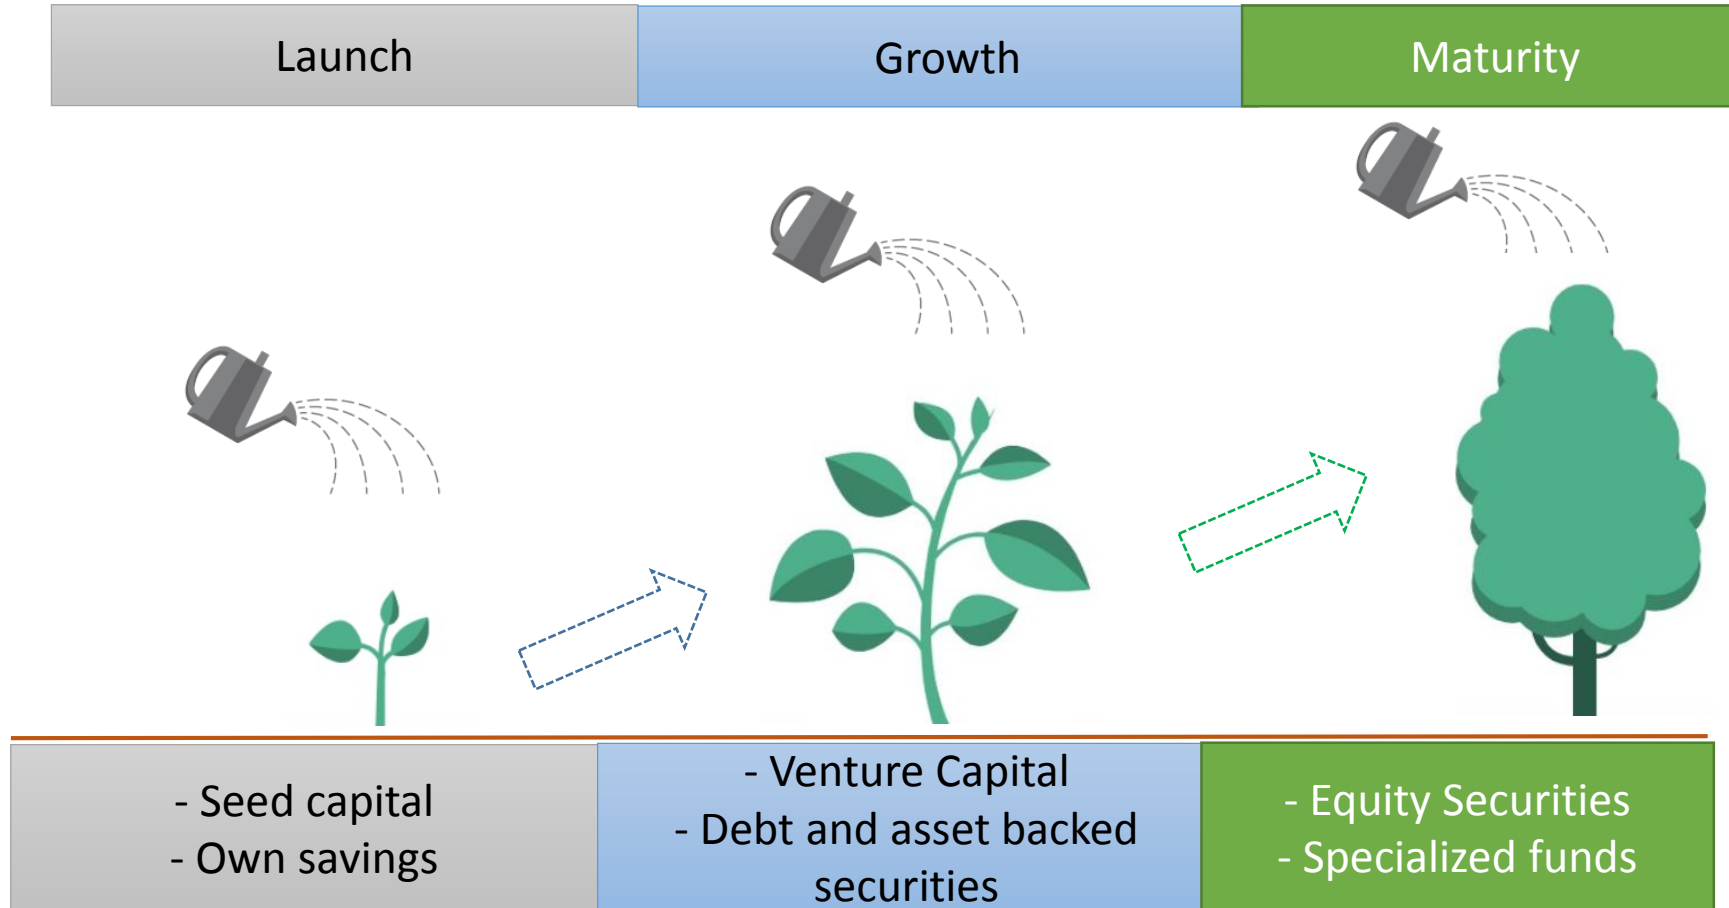 Launch
Growth
Maturity
- Seed capital
- Own savings
- Venture Capital
- Debt and asset backed
securities
- Equity Securities
- Specialized funds